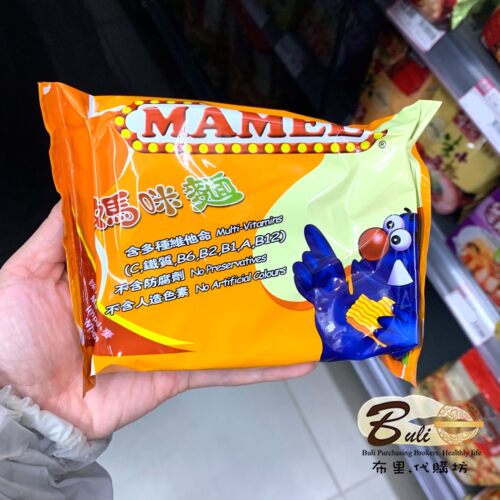 MAMEE
®
媽咪麵
含多種維他命 Multi-Vitamins
(C,鐵質,B6,B2,B1,A,B12)
不含防腐劑 No Preservatives
不含人造色素 No Artificial Colours
Buli
Buli Purchasing Brokers, Healthly life
布里.代購坊